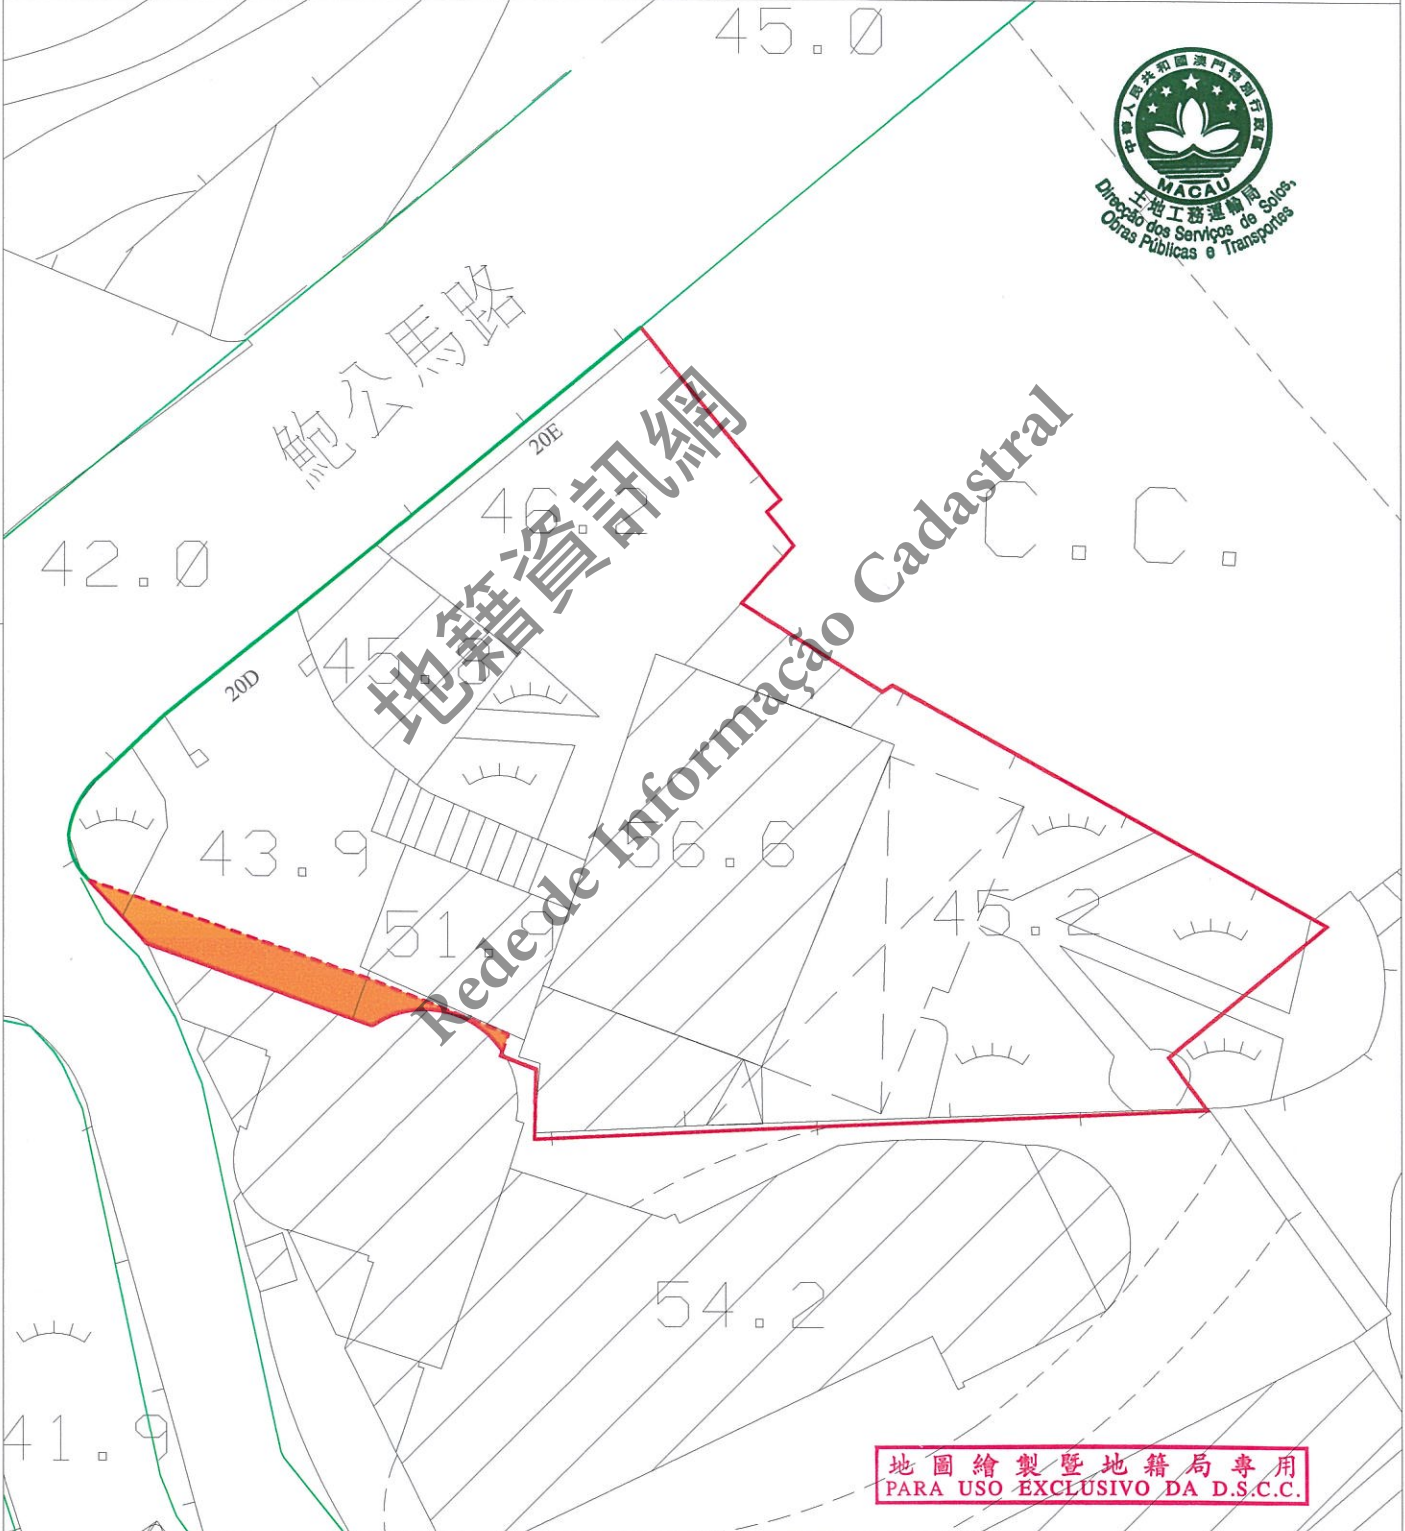 45.0
中華人民共和國澳門特別行政區
MACAU
土地工務運輸局
Direcção dos Serviços de Solos,
Obras Públicas e Transportes
鮑公馬路
20E
46.2
C.C.
42.0
地籍資訊網
Rede de Informação Cadastral
20D
43.9
56.6
51.9
45.2
54.2
41.9
地圖繪製暨地籍局專用
PARA USO EXCLUSIVO DA D.S.C.C.